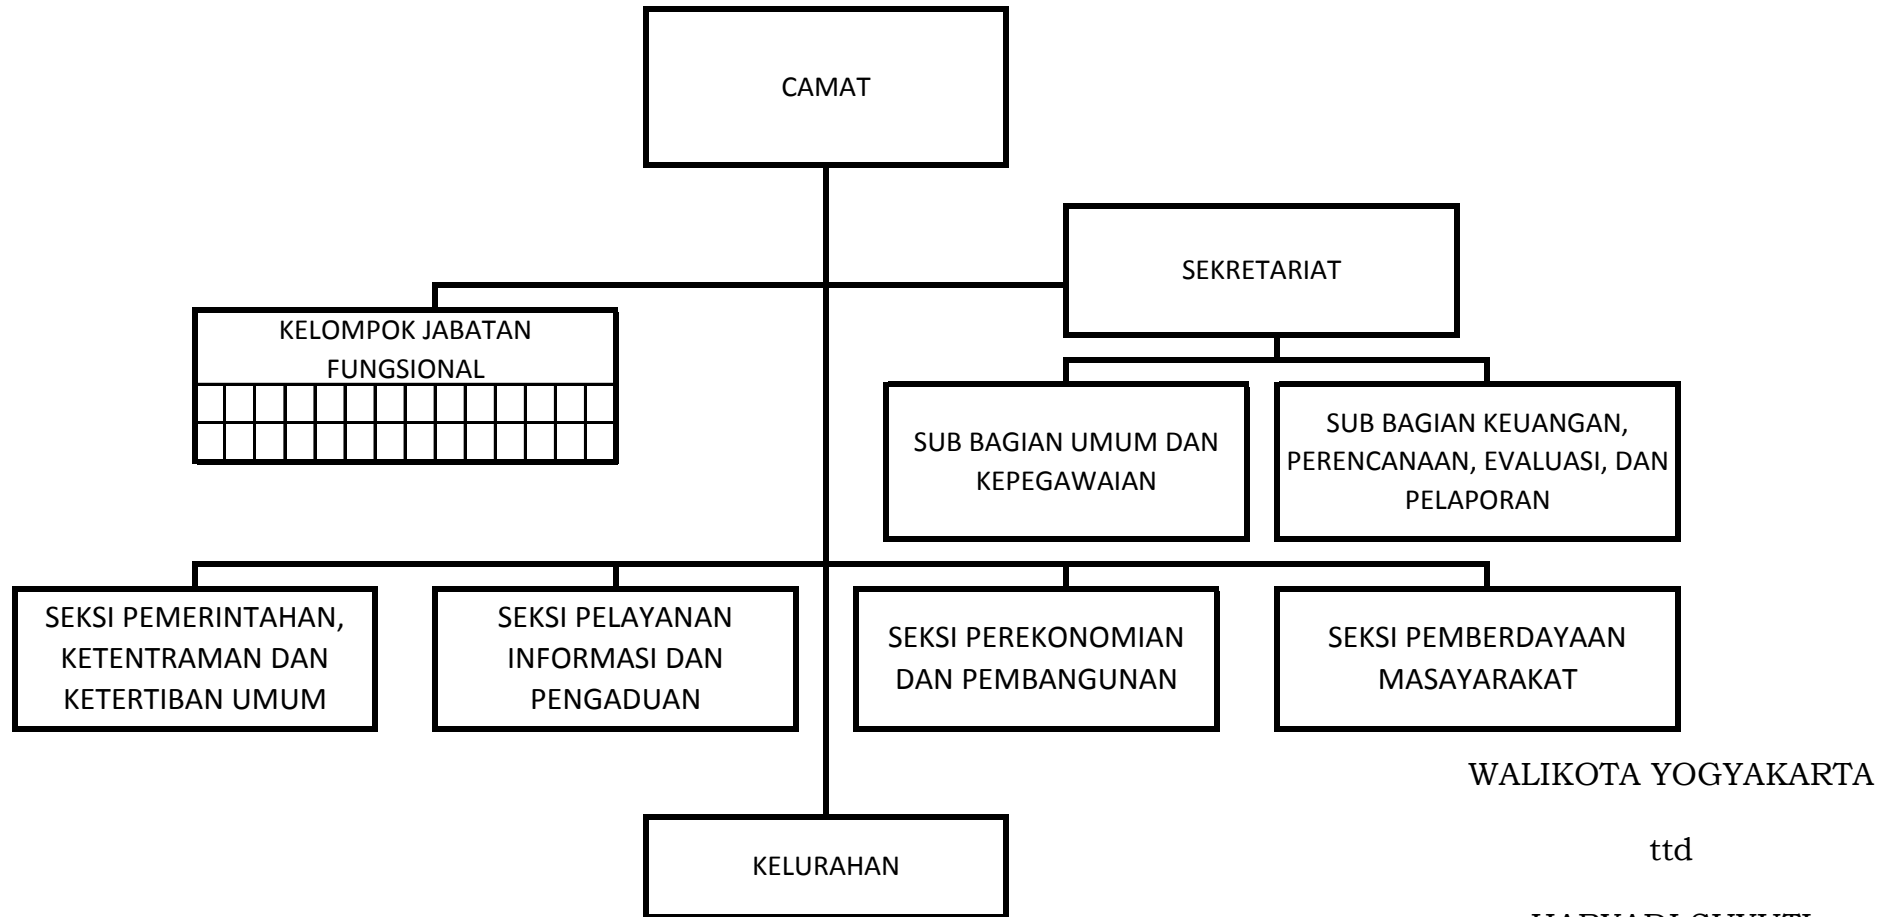 CAMAT
SEKRETARIAT
KELOMPOK JABATAN
FUNGSIONAL
SUB BAGIAN UMUM DAN
KEPEGAWAIAN
SUB BAGIAN KEUANGAN,
PERENCANAAN, EVALUASI, DAN
PELAPORAN
SEKSI PEMERINTAHAN,
KETENTRAMAN DAN
KETERTIBAN UMUM
SEKSI PELAYANAN
INFORMASI DAN
PENGADUAN
SEKSI PEREKONOMIAN
DAN PEMBANGUNAN
SEKSI PEMBERDAYAAN
MASAYARAKAT
WALIKOTA YOGYAKARTA
ttd
KELURAHAN
HARYADI SUYUTI